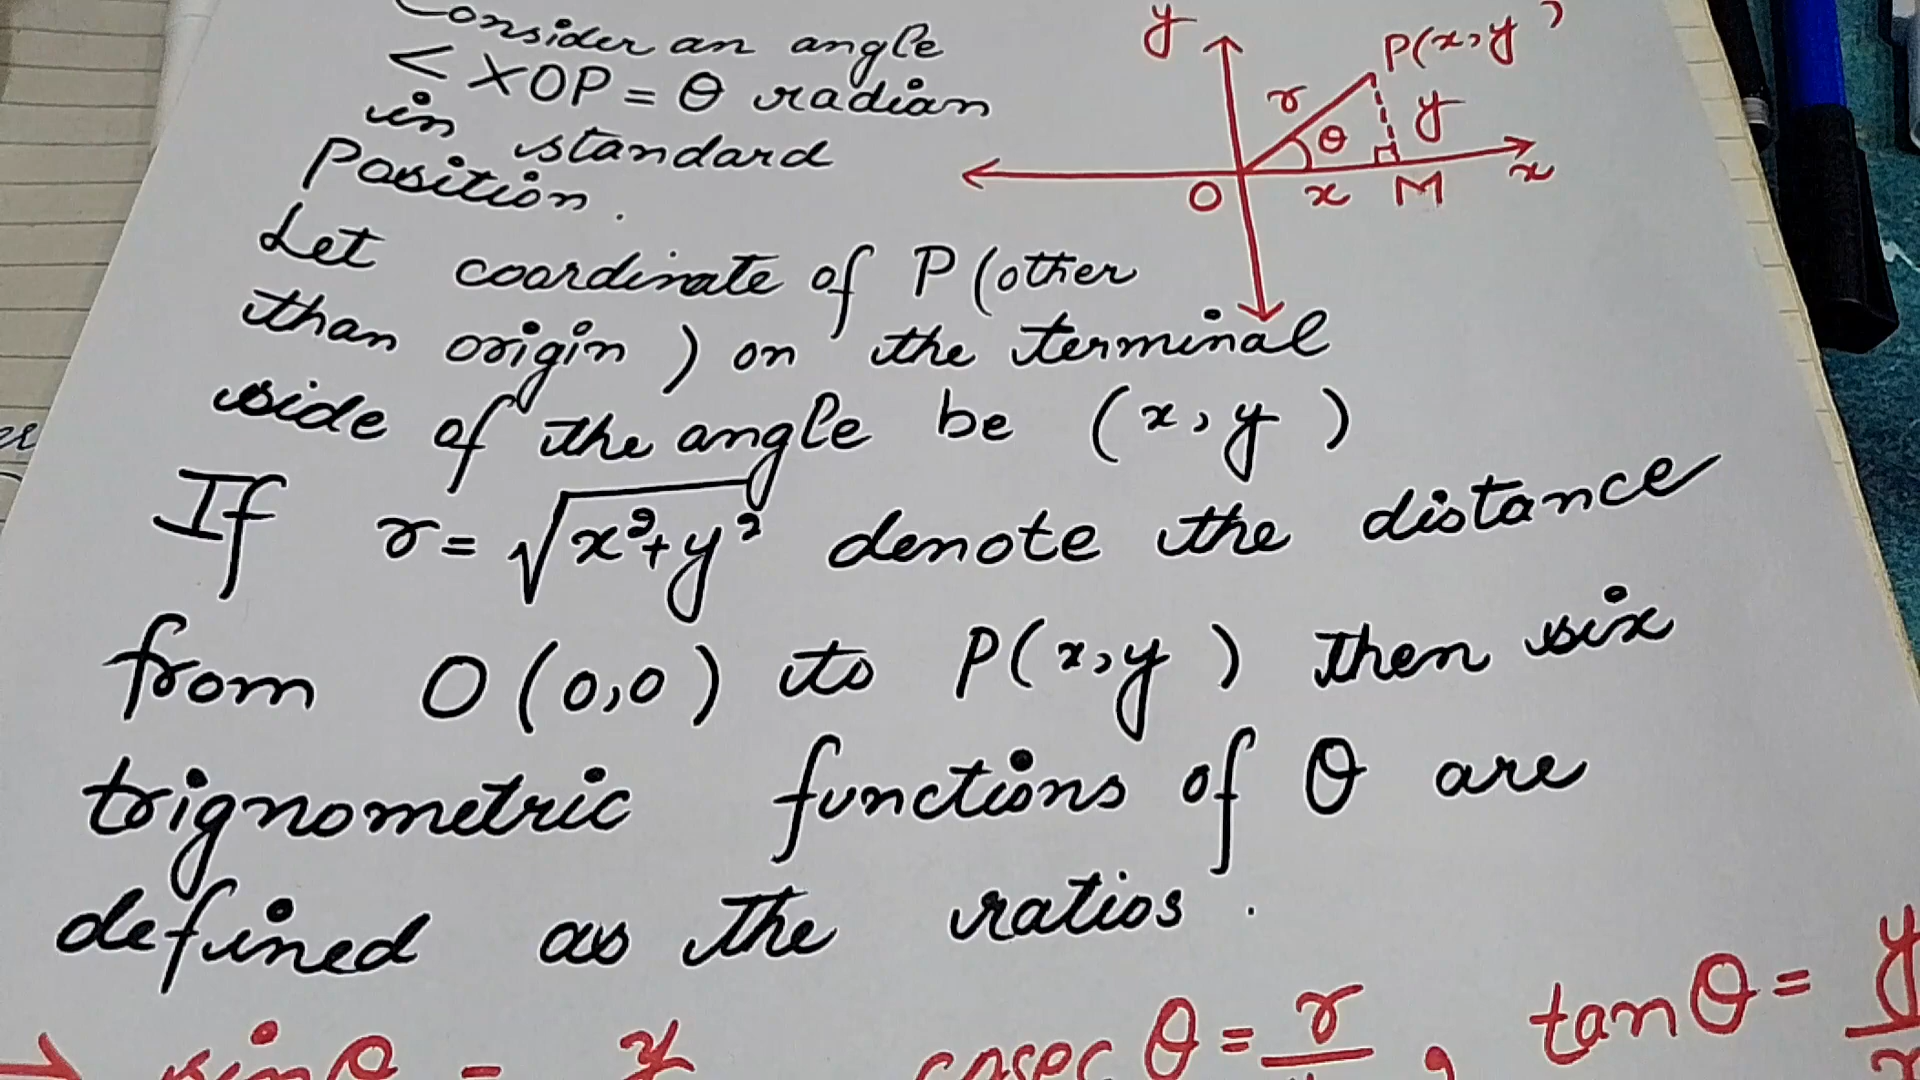 Consider an angle
< XOP = θ radian
in standard
Position.
y
P(x,y)
r
θ
y
O
x
M
x
Let coordinate of P (other
than origin) on the terminal
side of the angle be (x,y)
If r = √x²+y² denote the distance
from O (0,0) to P(x,y) then six
trignometric functions of θ are
defined as the ratios.
→ sin θ = y cosec θ = r , tan θ = y